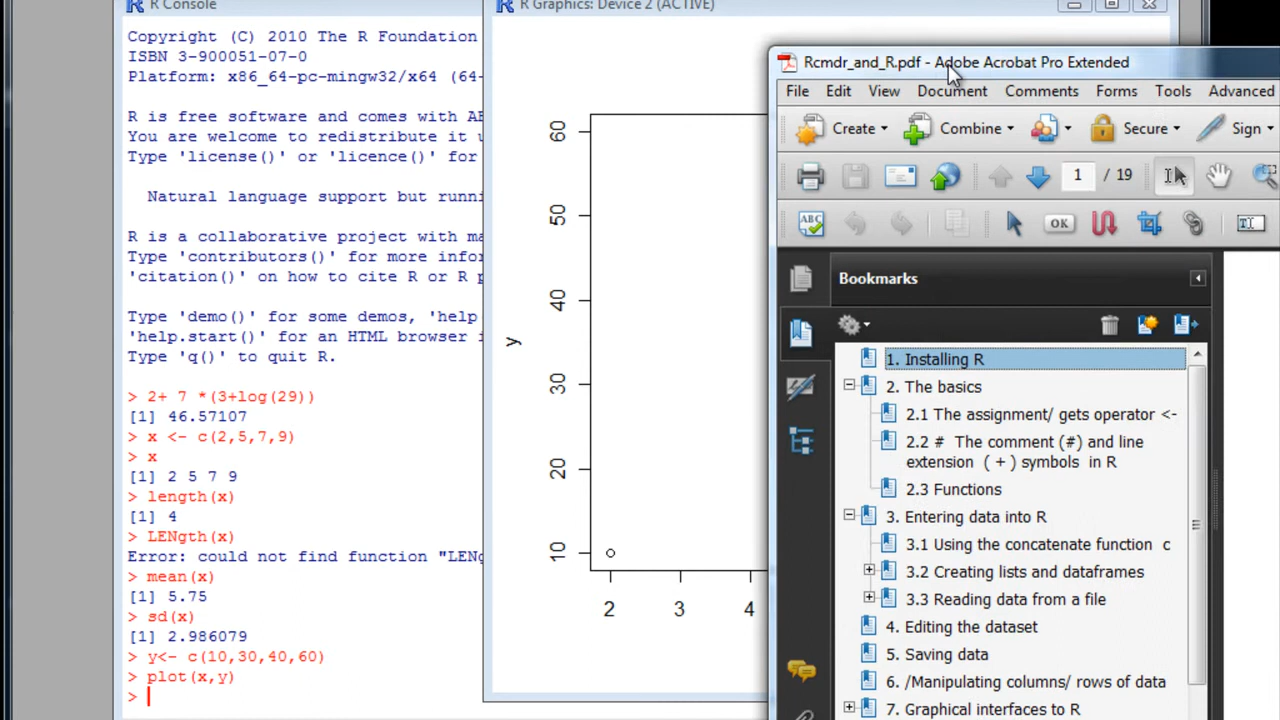 R Console
Copyright (C) 2010 The R Foundation
ISBN 3-900051-07-0
Platform: x86_64-pc-mingw32/x64 (64-
R is free software and comes with AB
You are welcome to redistribute it u
Type 'license()' or 'licence()' for
Natural language support but runni
R is a collaborative project with ma
Type 'contributors()' for more infor
'citation()' on how to cite R or R p
Type 'demo()' for some demos, 'help
'help.start()' for an HTML browser i
Type 'q()' to quit R.
> 2+ 7 *(3+log(29))
[1] 46.57107
> x <- c(2,5,7,9)
> x
[1] 2 5 7 9
> length(x)
[1] 4
> LENgth(x)
Error: could not find function "LENg
> mean(x)
[1] 5.75
> sd(x)
[1] 2.986079
> y<- c(10,30,40,60)
> plot(x,y)
>
R Graphics: Device 2 (ACTIVE)
60
50
40
30
20
10
y
2 3 4
Rcmdr_and_R.pdf - Adobe Acrobat Pro Extended
File Edit View Document Comments Forms Tools Advanced
Create Combine Secure Sign
1 / 19
ABC OK T
Bookmarks
1. Installing R
2. The basics
2.1 The assignment/ gets operator <-
2.2 # The comment (#) and line
extension ( + ) symbols in R
2.3 Functions
3. Entering data into R
3.1 Using the concatenate function c
3.2 Creating lists and dataframes
3.3 Reading data from a file
4. Editing the dataset
5. Saving data
6. /Manipulating columns/ rows of data
7. Graphical interfaces to R